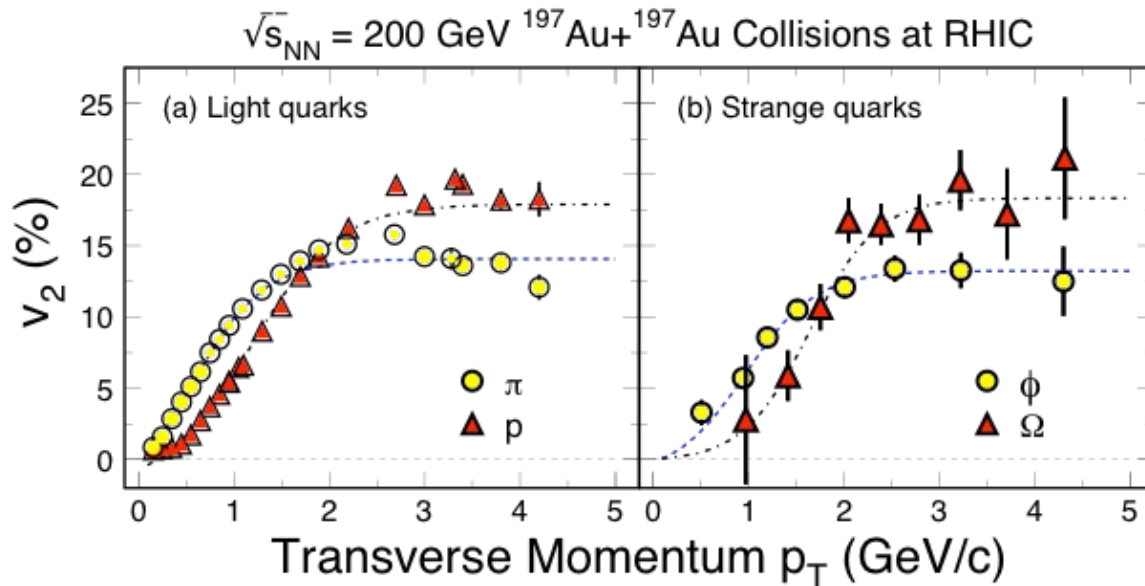 √s̅NN = 200 GeV ¹⁹⁷Au+¹⁹⁷Au Collisions at RHIC
(a) Light quarks
(b) Strange quarks
v₂ (%)
25
20
15
10
5
0
π
p
ϕ
Ω
0 1 2 3 4 5
0 1 2 3 4 5
Transverse Momentum p_T (GeV/c)